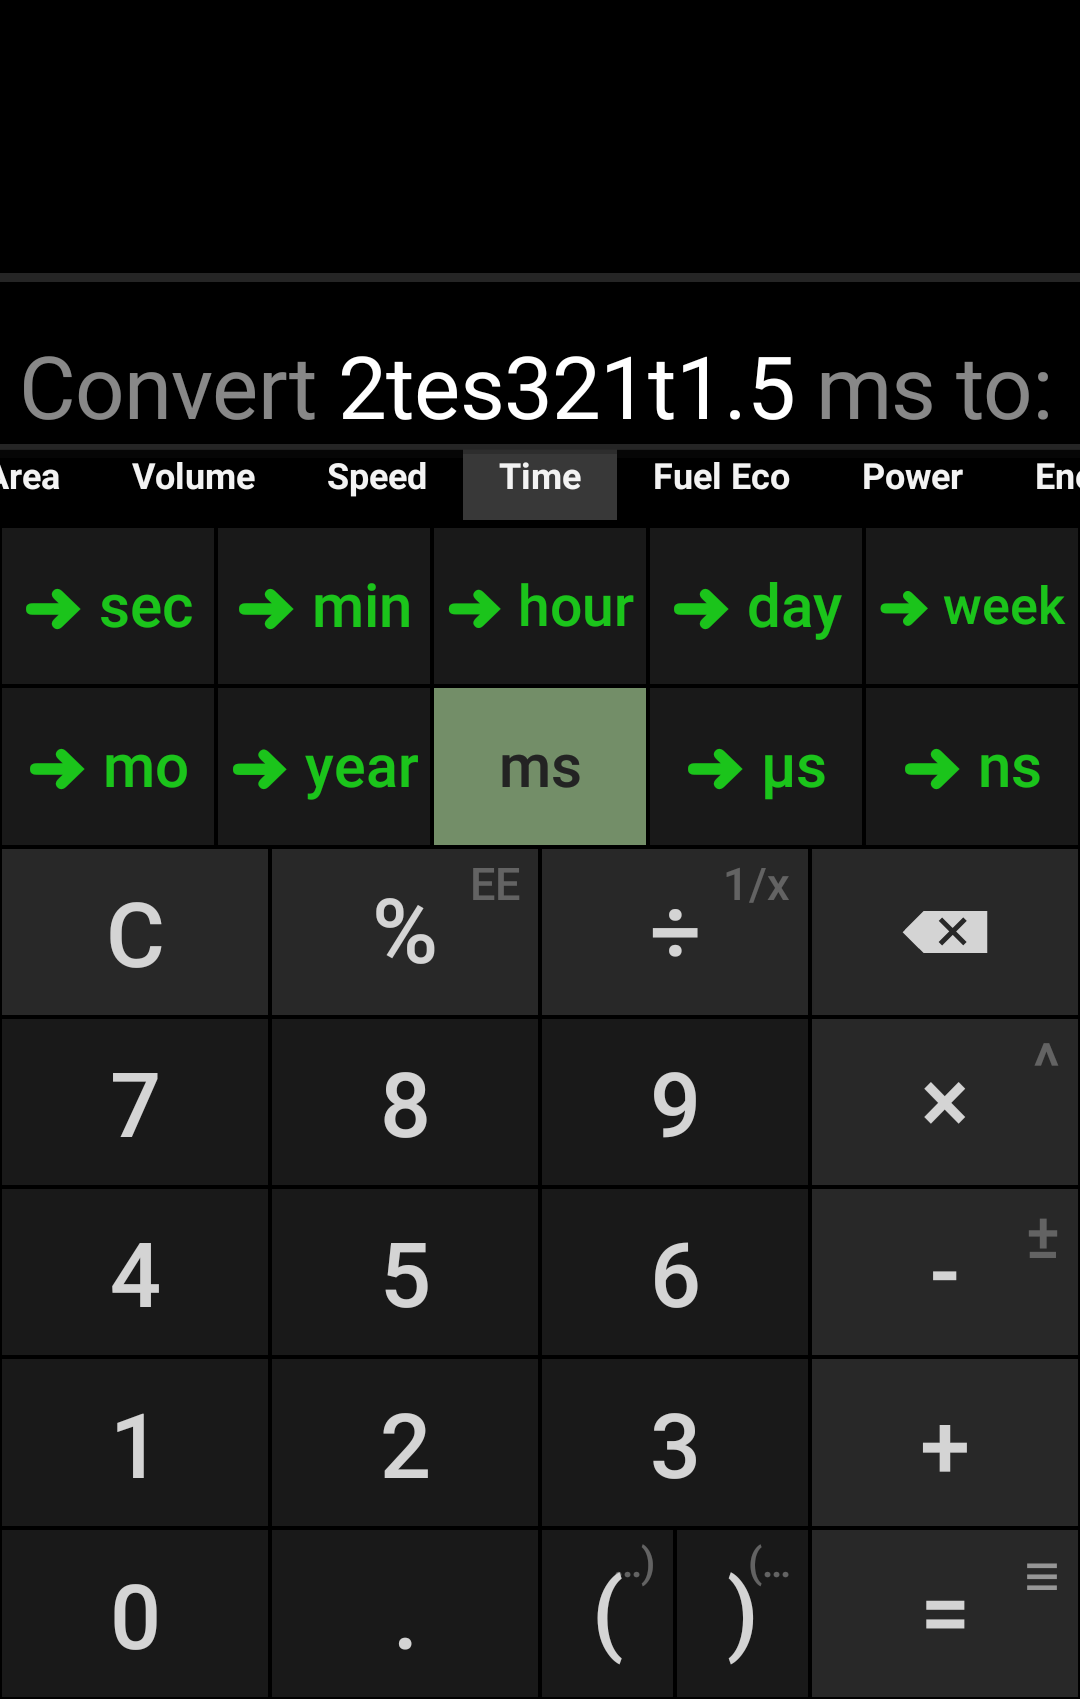 Convert 2tes321t1.5 ms to:
Area Volume Speed Time Fuel Eco Power Ene
→ sec → min → hour → day → week
→ mo → year ms → µs → ns
C % EE ÷ 1/x
7 8 9 × ^
4 5 6 - ±
1 2 3 +
0 . ( ..) ) (... =